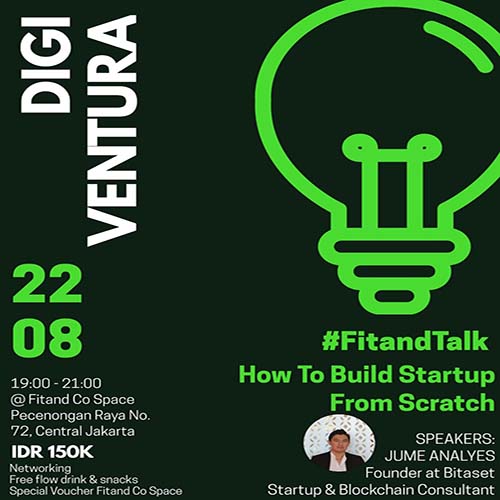 DIGI
VENTURA
22
08
19:00 - 21:00
@ Fitand Co Space
Pecenongan Raya No.
72, Central Jakarta
IDR 150K
Networking
Free flow drink & snacks
Special Voucher Fitand Co Space
#FitandTalk
How To Build Startup
From Scratch
SPEAKERS:
JUME ANALYES
Founder at Bitaset
Startup & Blockchain Consultant